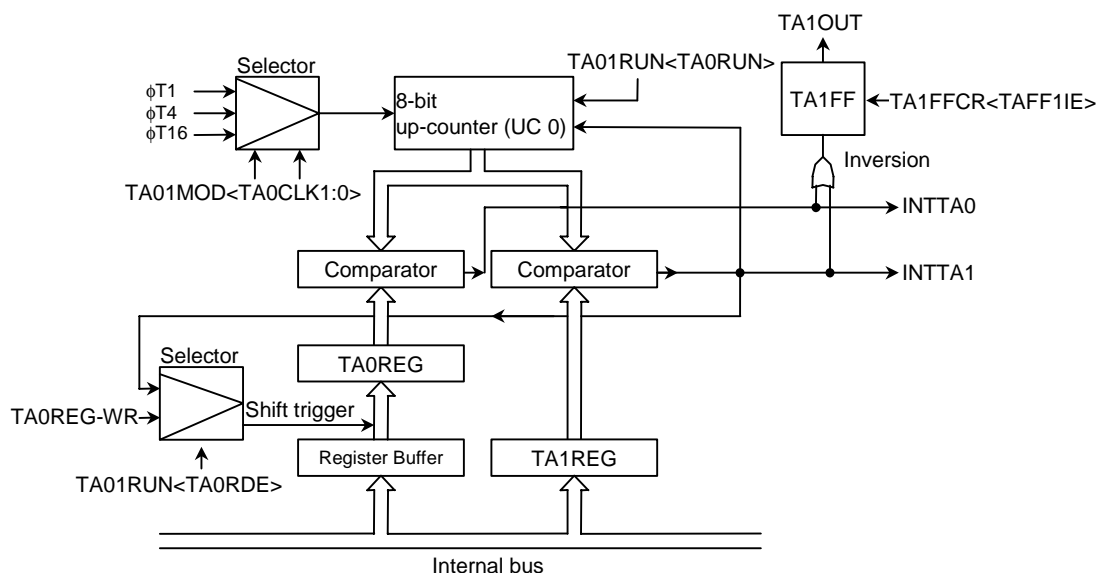 TA1OUT
Selector
TA01RUN<TA0RUN>
φT1
φT4
φT16
8-bit
up-counter (UC 0)
TA1FF
TA1FFCR<TAFF1IE>
Inversion
TA01MOD<TA0CLK1:0>
INTTA0
Comparator
Comparator
INTTA1
Selector
TA0REG
TA0REG-WR
Shift trigger
Register Buffer
TA1REG
TA01RUN<TA0RDE>
Internal bus